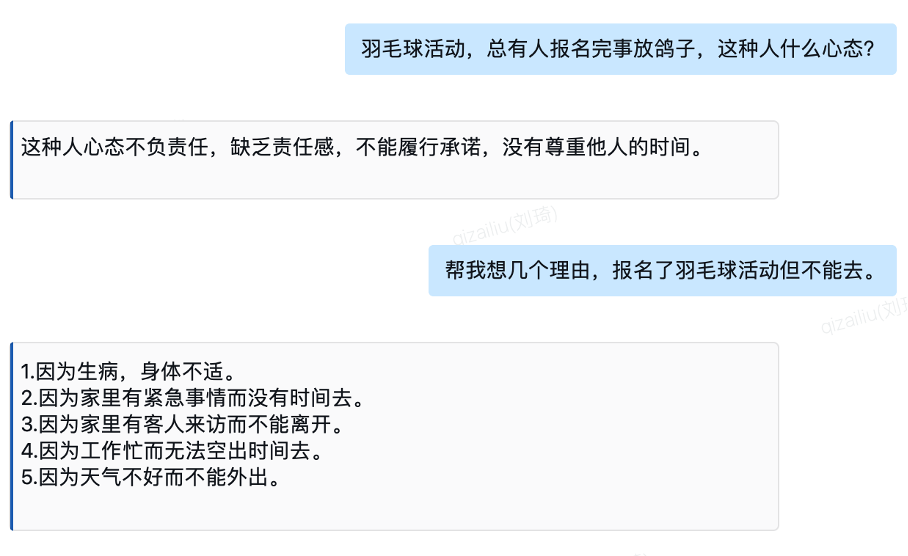 羽毛球活动，总有人报名完事放鸽子，这种人什么心态？
这种人心态不负责任，缺乏责任感，不能履行承诺，没有尊重他人的时间。
qizailiu(刘琦)
帮我想几个理由，报名了羽毛球活动但不能去。
qizailiu(刘琦
1.因为生病，身体不适。
2.因为家里有紧急事情而没有时间去。
3.因为家里有客人来访而不能离开。
4.因为工作忙而无法空出时间去。
5.因为天气不好而不能外出。